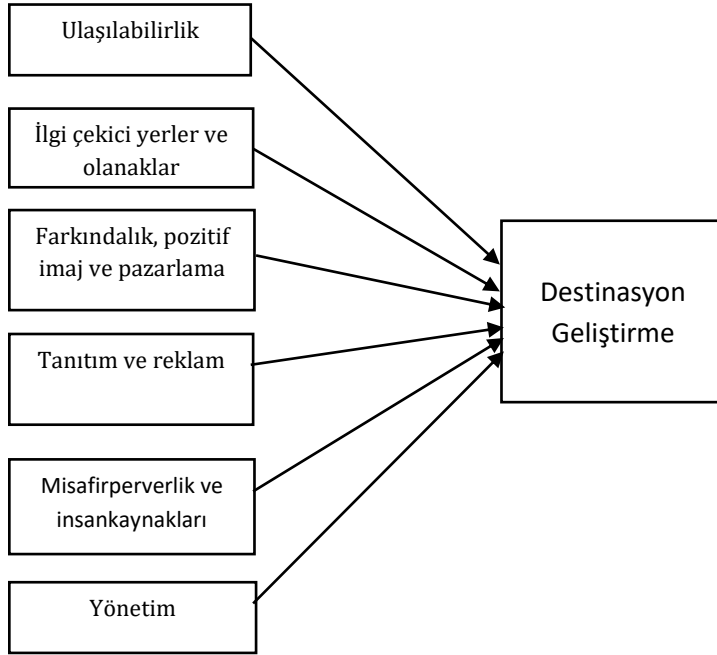 Ulaşılabilirlik
İlgi çekici yerler ve
olanaklar
Farkındalık, pozitif
imaj ve pazarlama
Tanıtım ve reklam
Misafirperverlik ve
insankaynakları
Yönetim
Destinasyon
Geliştirme